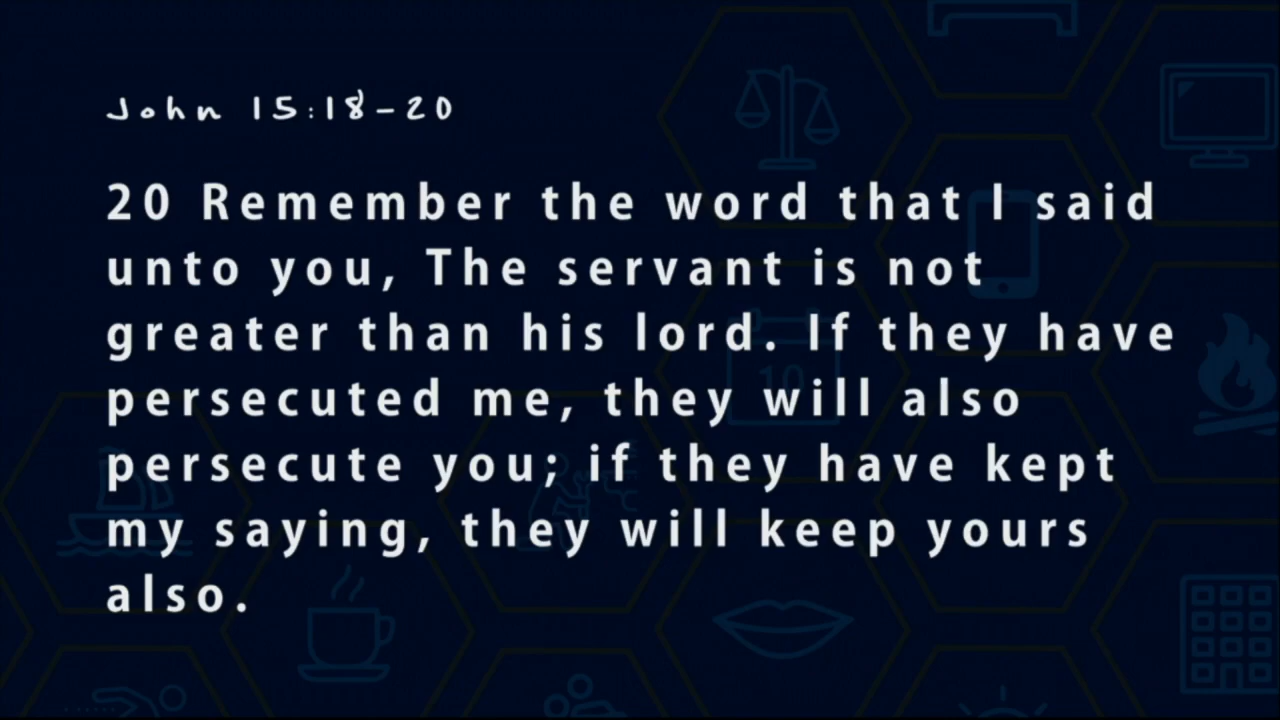 John 15:18-20
20 Remember the word that I said
unto you, The servant is not
greater than his lord. If they have
persecuted me, they will also
persecute you; if they have kept
my saying, they will keep yours
also.
10